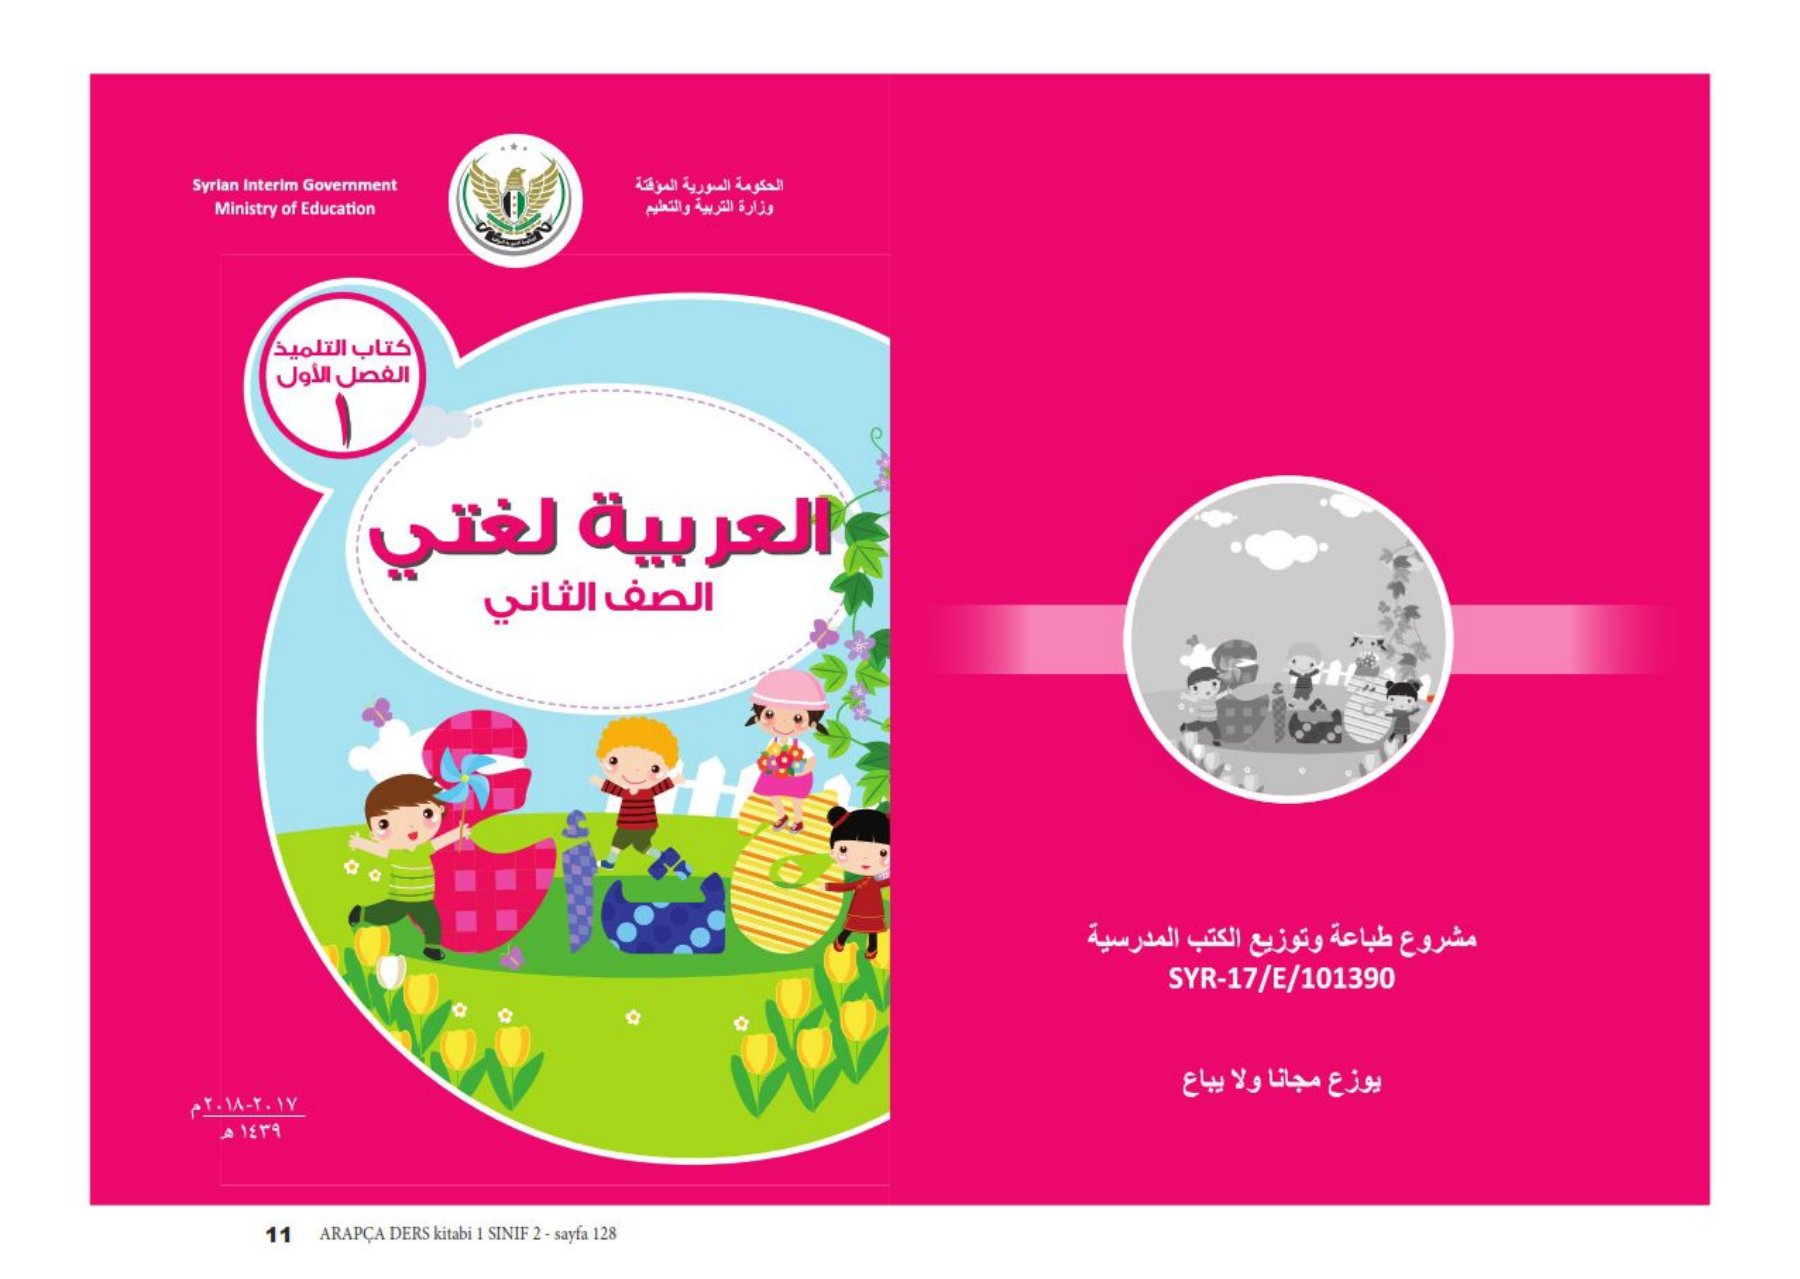 Syrian Interim Government
Ministry of Education
الحكومة السورية المؤقتة
وزارة التربية والتعليم
كتاب التلميذ
الفصل الأول
١
العربية لغتي
الصف الثاني
٢٠١٧-٢٠١٨م
١٤٣٩ هـ
مشروع طباعة وتوزيع الكتب المدرسية
SYR-17/E/101390
يوزع مجانا ولا يباع
11 ARAPÇA DERS kitabi 1 SINIF 2 - sayfa 128